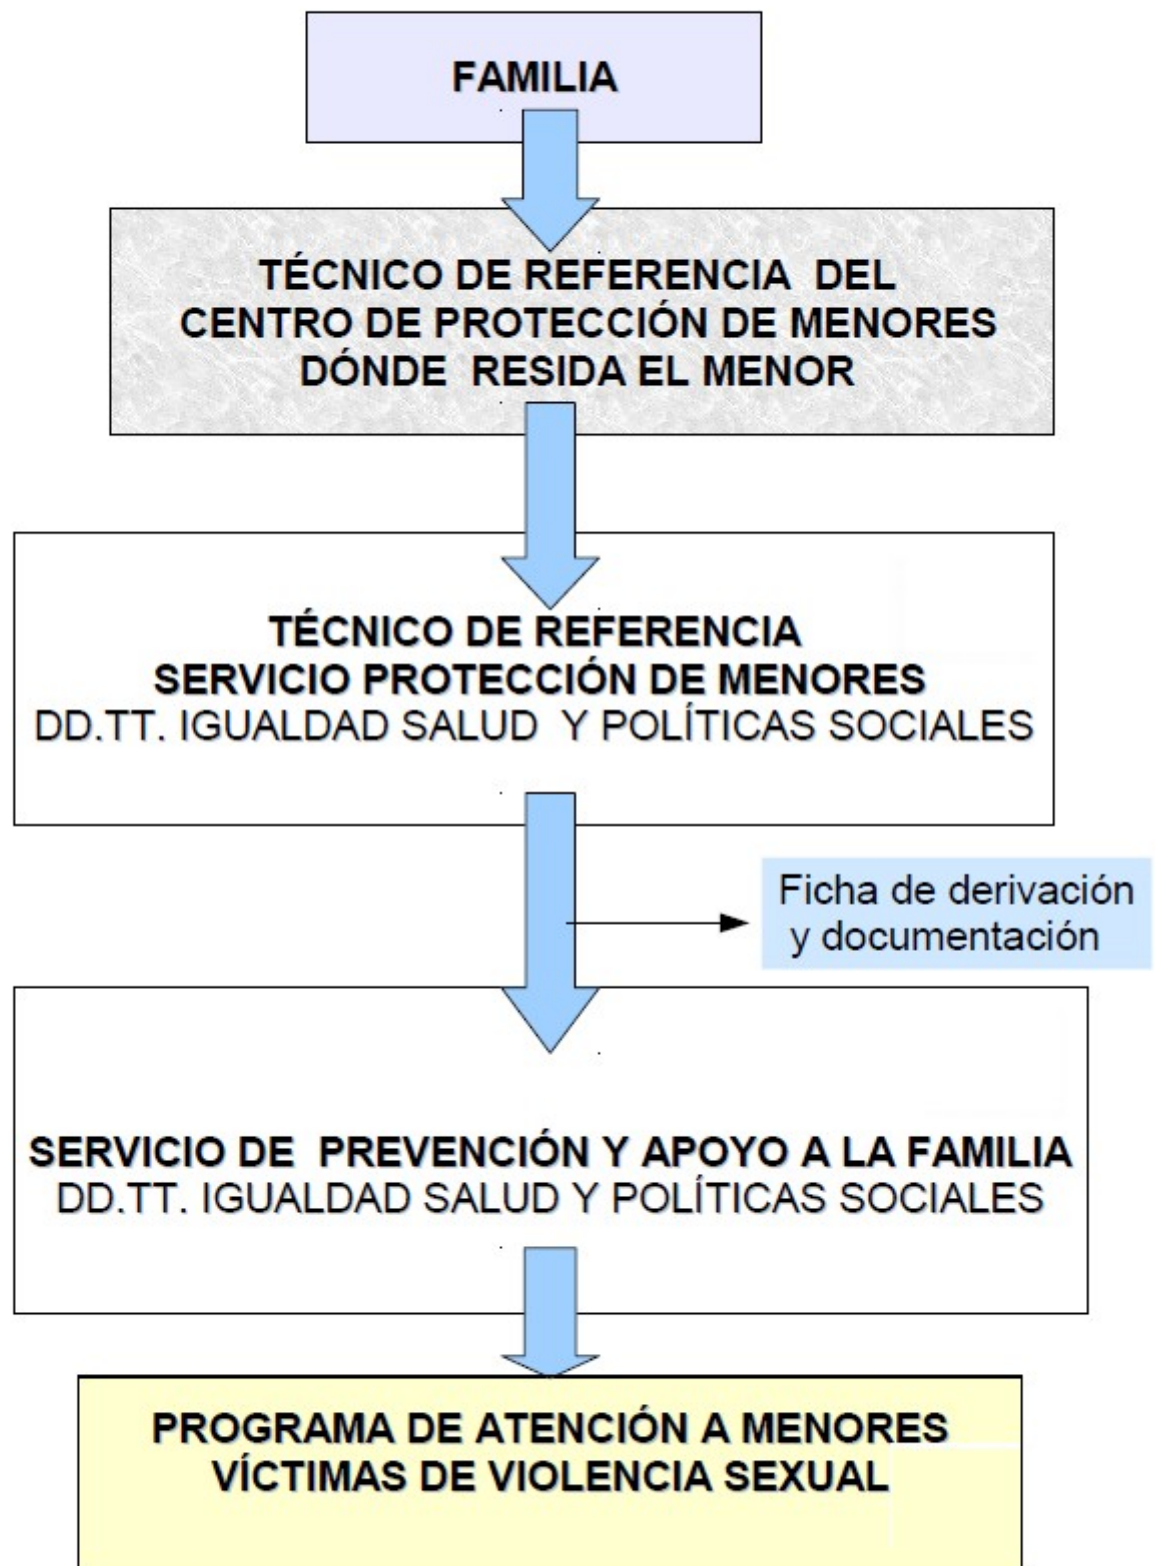 FAMILIA
TÉCNICO DE REFERENCIA DEL
CENTRO DE PROTECCIÓN DE MENORES
DÓNDE RESIDA EL MENOR
TÉCNICO DE REFERENCIA
SERVICIO PROTECCIÓN DE MENORES
DD.TT. IGUALDAD SALUD Y POLÍTICAS SOCIALES
Ficha de derivación
y documentación
SERVICIO DE PREVENCIÓN Y APOYO A LA FAMILIA
DD.TT. IGUALDAD SALUD Y POLÍTICAS SOCIALES
PROGRAMA DE ATENCIÓN A MENORES
VÍCTIMAS DE VIOLENCIA SEXUAL